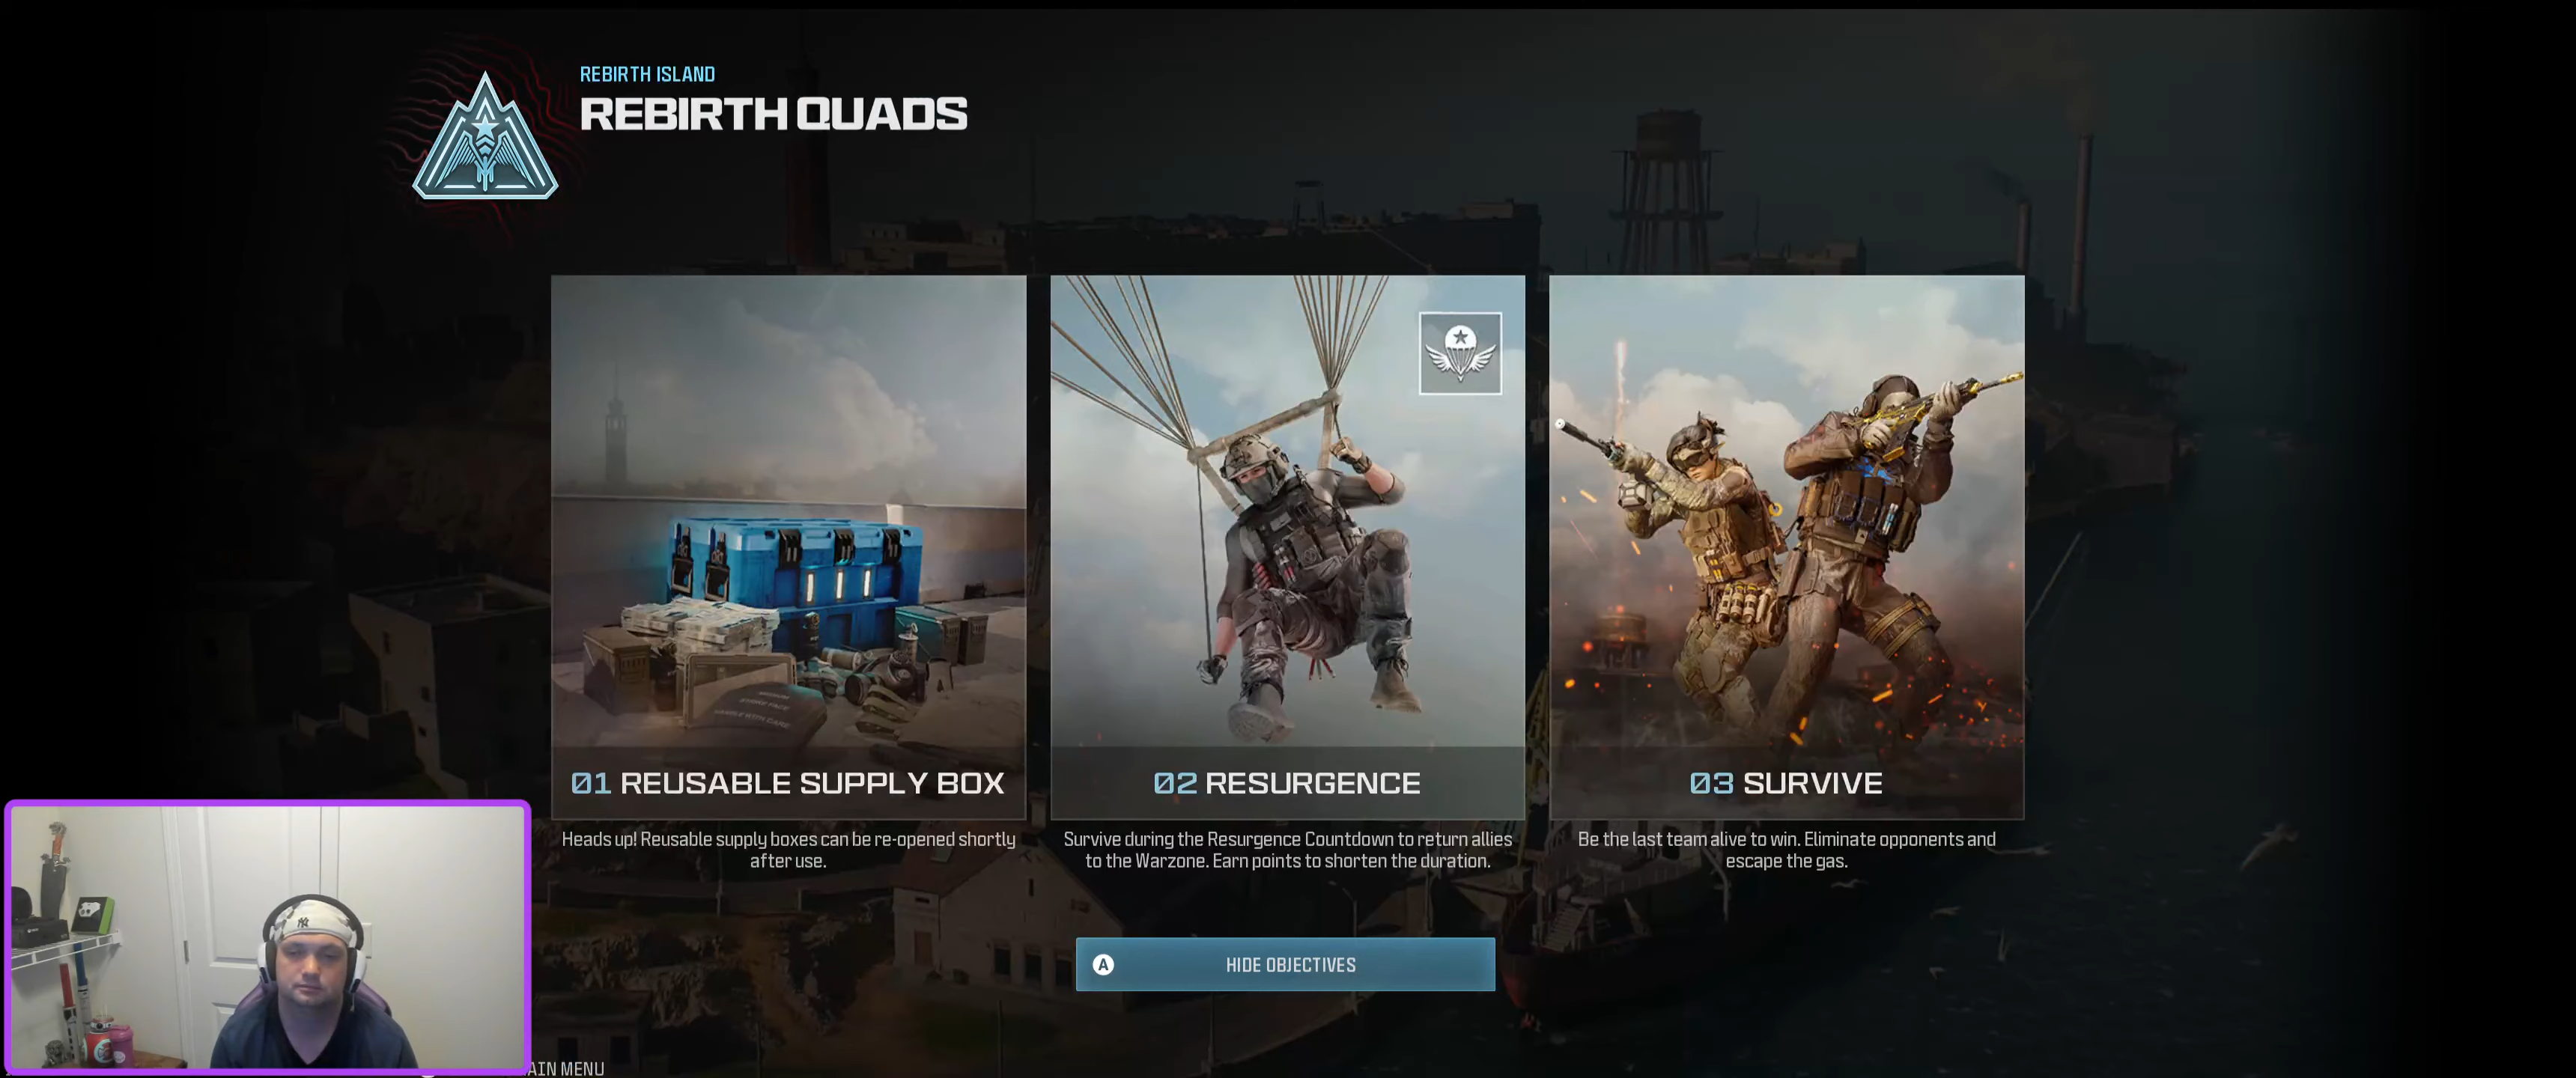 REBIRTH ISLAND
REBIRTH QUADS
01 REUSABLE SUPPLY BOX
Heads up! Reusable supply boxes can be re-opened shortly
after use.
02 RESURGENCE
Survive during the Resurgence Countdown to return allies
to the Warzone. Earn points to shorten the duration.
03 SURVIVE
Be the last team alive to win. Eliminate opponents and
escape the gas.
A HIDE OBJECTIVES
MENU